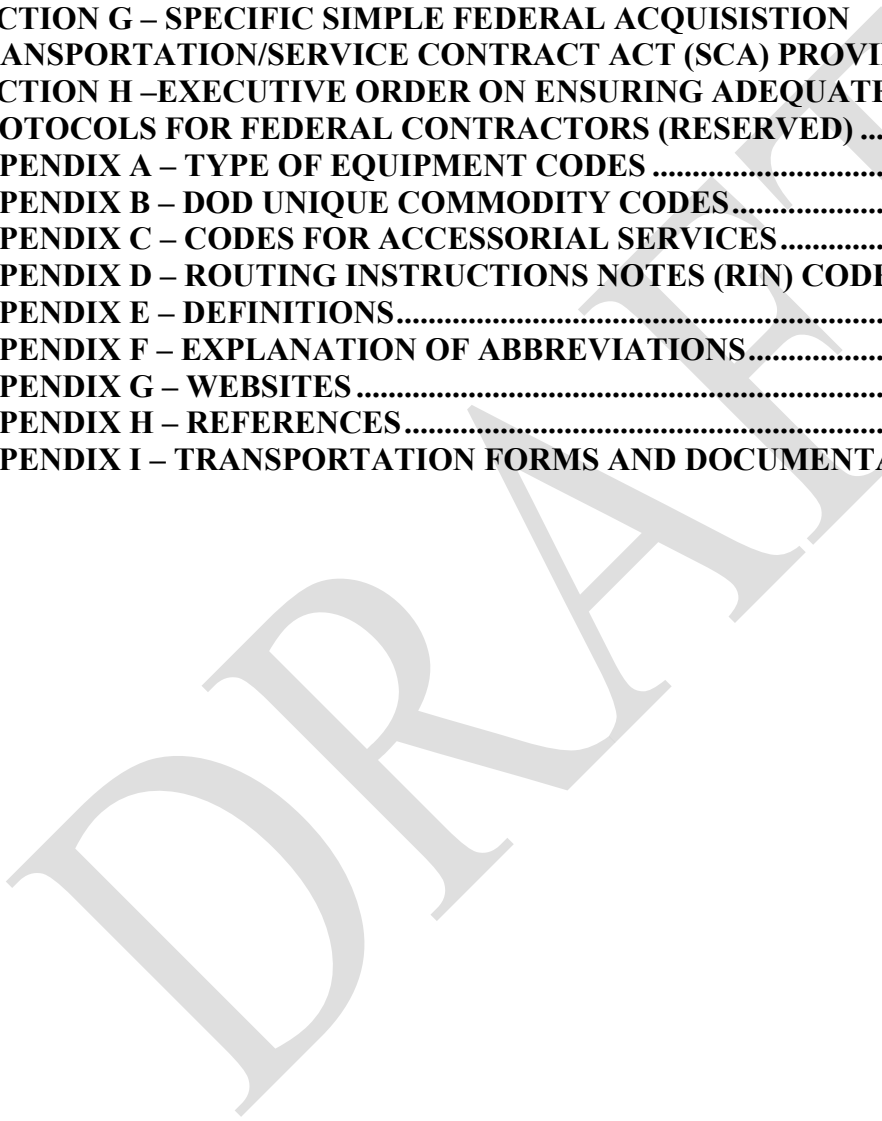 CTION G – SPECIFIC SIMPLE FEDERAL ACQUISISTION
ANSPORTATION/SERVICE CONTRACT ACT (SCA) PROVI
CTION H –EXECUTIVE ORDER ON ENSURING ADEQUATE
OTOCOLS FOR FEDERAL CONTRACTORS (RESERVED) ...
PENDIX A – TYPE OF EQUIPMENT CODES ..............................
PENDIX B – DOD UNIQUE COMMODITY CODES....................
PENDIX C – CODES FOR ACCESSORIAL SERVICES..............
PENDIX D – ROUTING INSTRUCTIONS NOTES (RIN) CODE
PENDIX E – DEFINITIONS..............................................................
PENDIX F – EXPLANATION OF ABBREVIATIONS..................
PENDIX G – WEBSITES ...................................................................
PENDIX H – REFERENCES.............................................................
PENDIX I – TRANSPORTATION FORMS AND DOCUMENTA
DRAFT